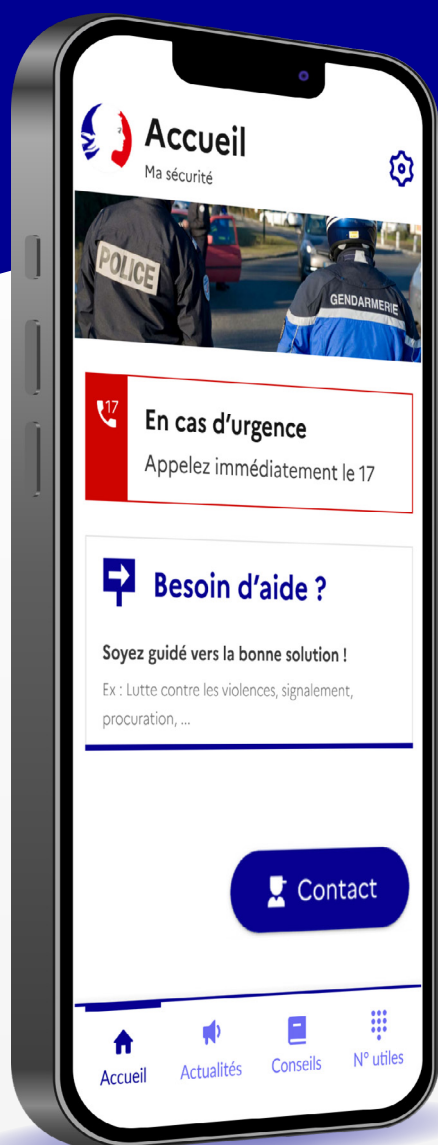 Accueil
Ma sécurité
POLICE
GENDARMERIE
17
En cas d'urgence
Appelez immédiatement le 17
Besoin d'aide ?
Soyez guidé vers la bonne solution !
Ex : Lutte contre les violences, signalement,
procuration, ...
Contact
Accueil
Actualités
Conseils
N° utiles